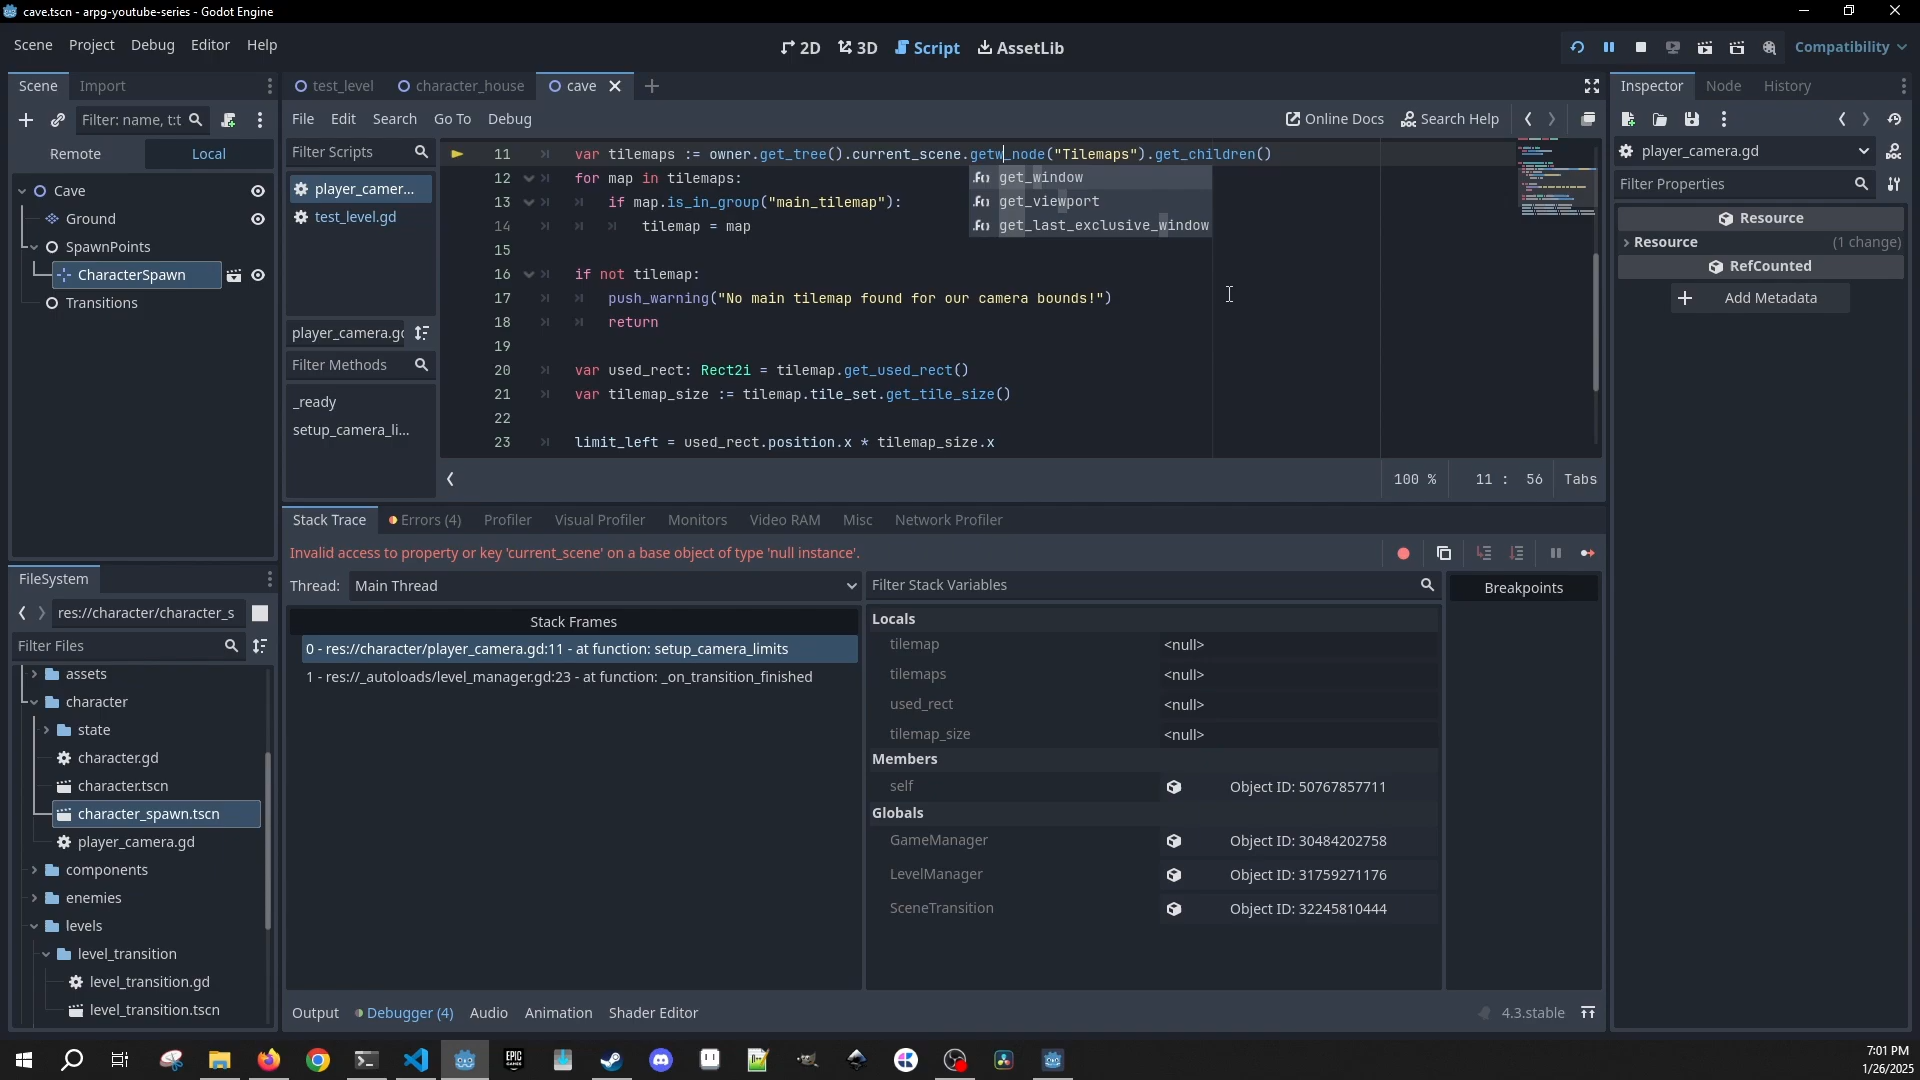 cave.tscn - arpg-youtube-series - Godot Engine
Scene Project Debug Editor Help
2D 3D Script AssetLib
Compatibility
Scene Import
test_level character_house cave
Inspector Node History
Filter: name, t:t
File Edit Search Go To Debug
Online Docs Search Help
Remote Local
Filter Scripts
player_camera.gd
Filter Properties
Cave
Ground
SpawnPoints
CharacterSpawn
Transitions
player_camer...
test_level.gd
player_camera.gd
Filter Methods
_ready
setup_camera_li...
11 var tilemaps := owner.get_tree().current_scene.getw_node("Tilemaps").get_children()
12 for map in tilemaps:
13 if map.is_in_group("main_tilemap"):
14 tilemap = map
15
16 if not tilemap:
17 push_warning("No main tilemap found for our camera bounds!")
18 return
19
20 var used_rect: Rect2i = tilemap.get_used_rect()
21 var tilemap_size := tilemap.tile_set.get_tile_size()
22
23 limit_left = used_rect.position.x * tilemap_size.x
get_window
get_viewport
get_last_exclusive_window
100 % 11 : 56 Tabs
Resource
Resource (1 change)
RefCounted
Add Metadata
Stack Trace Errors (4) Profiler Visual Profiler Monitors Video RAM Misc Network Profiler
Invalid access to property or key 'current_scene' on a base object of type 'null instance'.
Thread: Main Thread
Filter Stack Variables
Breakpoints
Stack Frames
0 - res://character/player_camera.gd:11 - at function: setup_camera_limits
1 - res://_autoloads/level_manager.gd:23 - at function: _on_transition_finished
Locals
tilemap <null>
tilemaps <null>
used_rect <null>
tilemap_size <null>
Members
self Object ID: 50767857711
Globals
GameManager Object ID: 30484202758
LevelManager Object ID: 31759271176
SceneTransition Object ID: 32245810444
FileSystem
res://character/character_s
Filter Files
assets
character
state
character.gd
character.tscn
character_spawn.tscn
player_camera.gd
components
enemies
levels
level_transition
level_transition.gd
level_transition.tscn
Output Debugger (4) Audio Animation Shader Editor
4.3.stable
EPIC GAMES
7:01 PM
1/26/2025